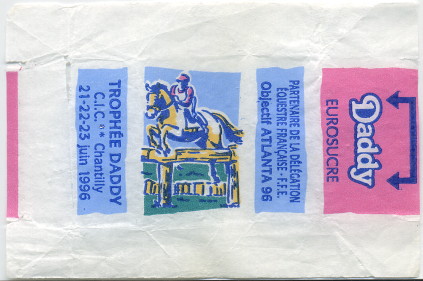 Daddy
EUROSUCRE
PARTENAIRE DE LA DÉLÉGATION
ÉQUESTRE FRANÇAISE - F.F.E.
Objectif ATLANTA 96
TROPHÉE DADDY
C.I.C. n* Chantilly
21-22-23 juin 1996